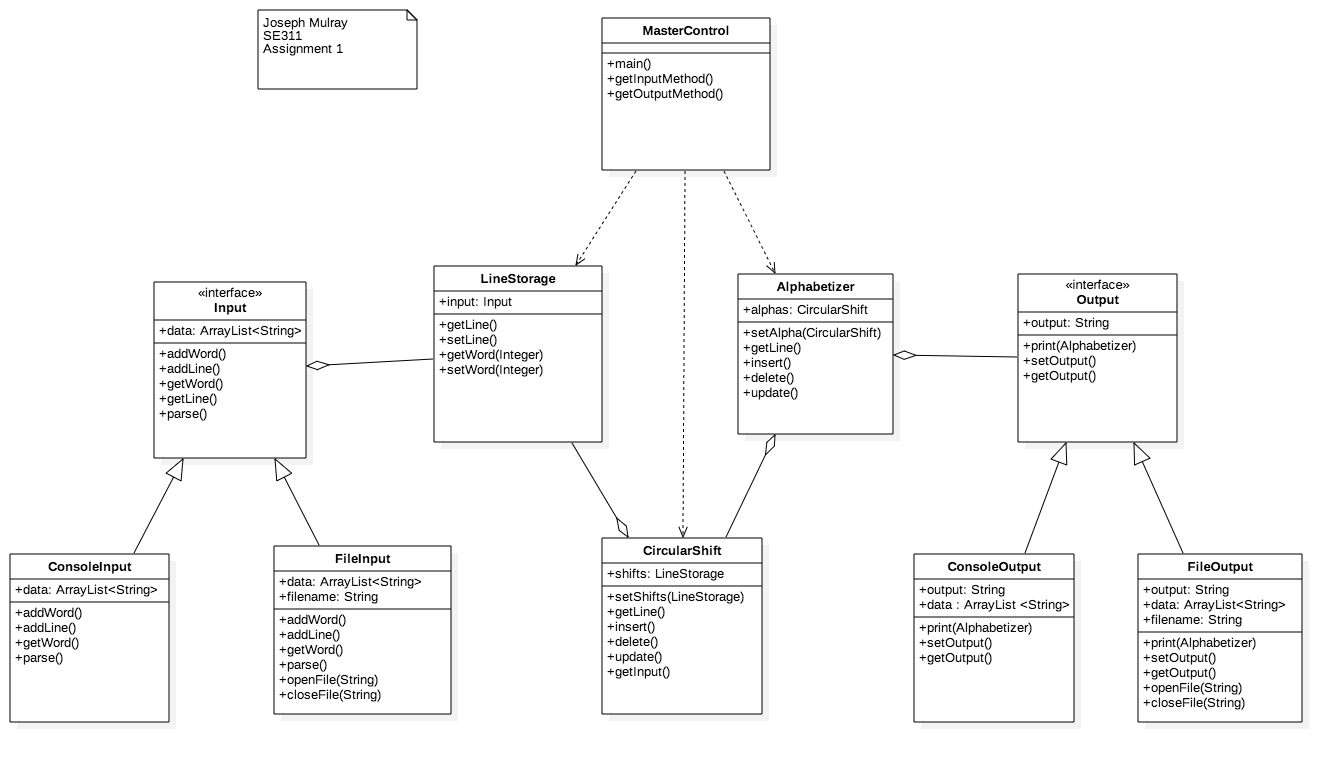 Joseph Mulray
SE311
Assignment 1
MasterControl
+main()
+getInputMethod()
+getOutputMethod()
«interface»
Input
+data: ArrayList<String>
+addWord()
+addLine()
+getWord()
+getLine()
+parse()
LineStorage
+input: Input
+getLine()
+setLine()
+getWord(Integer)
+setWord(Integer)
Alphabetizer
+alphas: CircularShift
+setAlpha(CircularShift)
+getLine()
+insert()
+delete()
+update()
«interface»
Output
+output: String
+print(Alphabetizer)
+setOutput()
+getOutput()
ConsoleInput
+data: ArrayList<String>
+addWord()
+addLine()
+getWord()
+parse()
FileInput
+data: ArrayList<String>
+filename: String
+addWord()
+addLine()
+getWord()
+parse()
+openFile(String)
+closeFile(String)
CircularShift
+shifts: LineStorage
+setShifts(LineStorage)
+getLine()
+insert()
+delete()
+update()
+getInput()
ConsoleOutput
+output: String
+data : ArrayList <String>
+print(Alphabetizer)
+setOutput()
+getOutput()
FileOutput
+output: String
+data: ArrayList<String>
+filename: String
+print(Alphabetizer)
+setOutput()
+getOutput()
+openFile(String)
+closeFile(String)